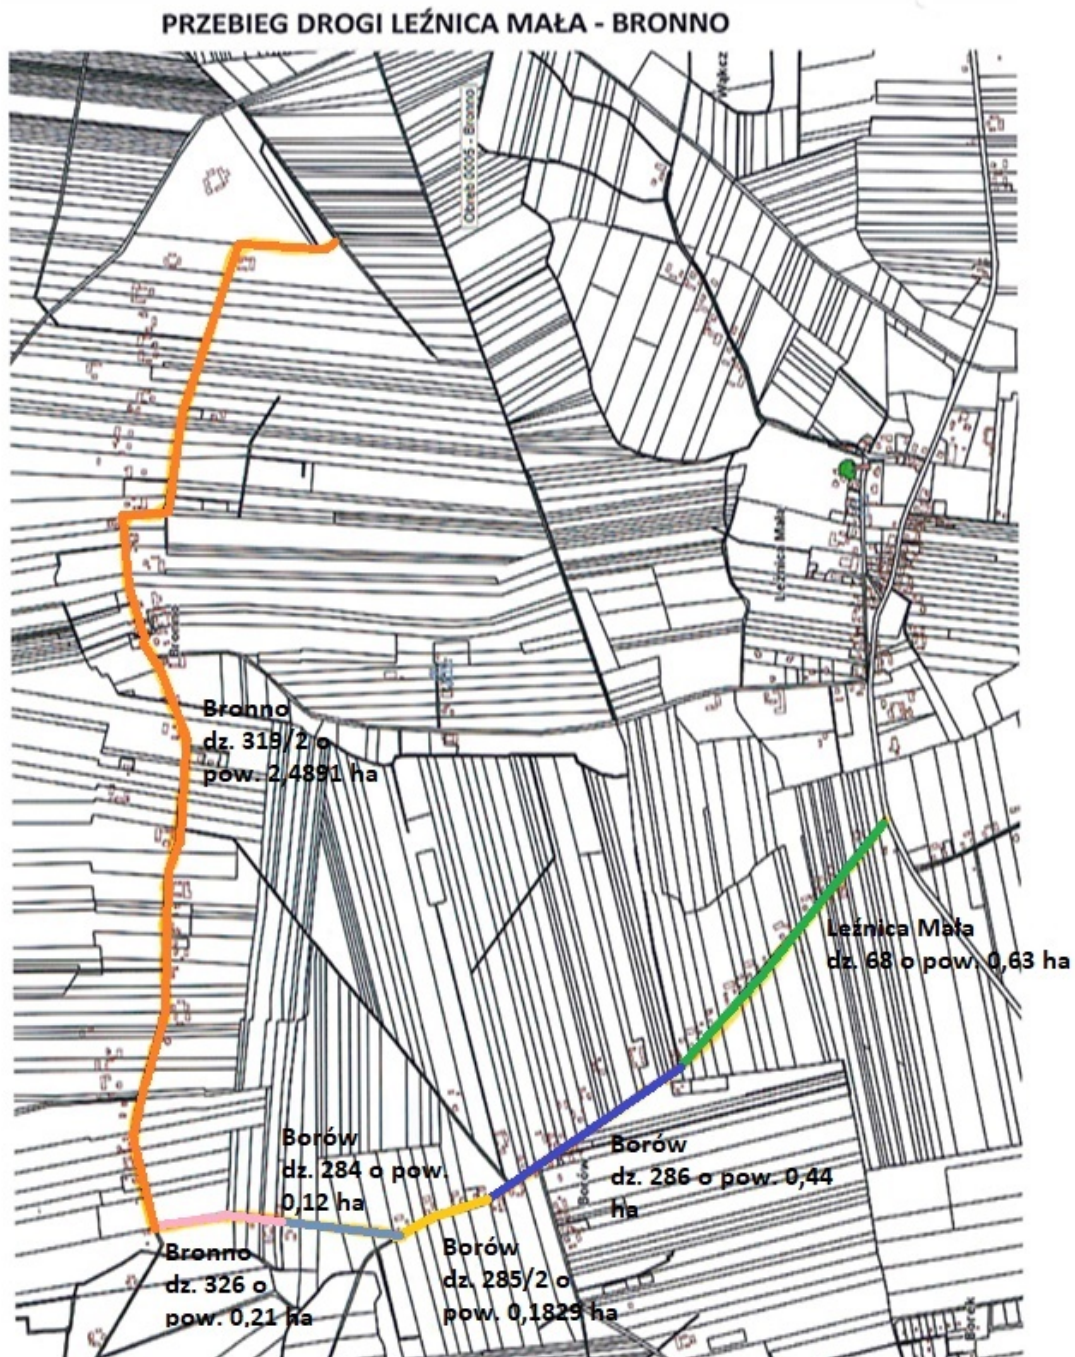 PRZEBIEG DROGI LEŹNICA MAŁA - BRONNO
Obręb 0005 - Bronno
Wąkcz
Leźnica Mała
Bronno
Bronno
dz. 319/2 o
pow. 2,4891 ha
Leźnica Mała
dz. 68 o pow. 0,63 ha
Borów
dz. 284 o pow.
0,12 ha
Borów
dz. 286 o pow. 0,44
ha
Borów
Bronno
dz. 326 o
pow. 0,21 ha
Borów
dz. 285/2 o
pow. 0,1829 ha
Borek